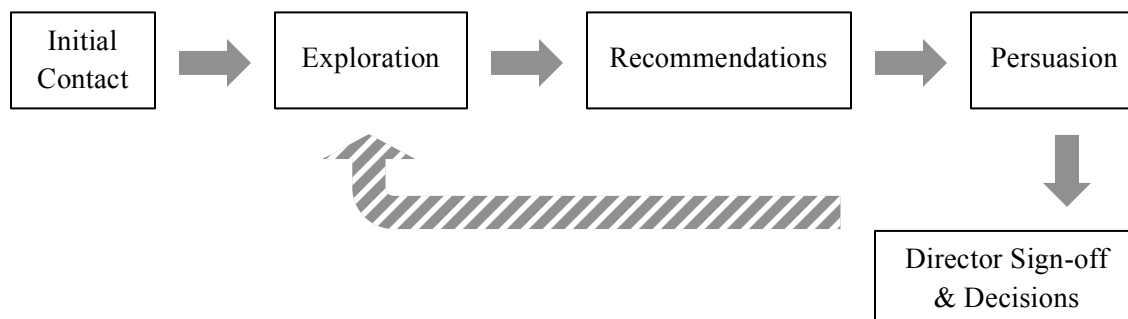 Initial
Contact
Exploration
Recommendations
Persuasion
Director Sign-off
& Decisions